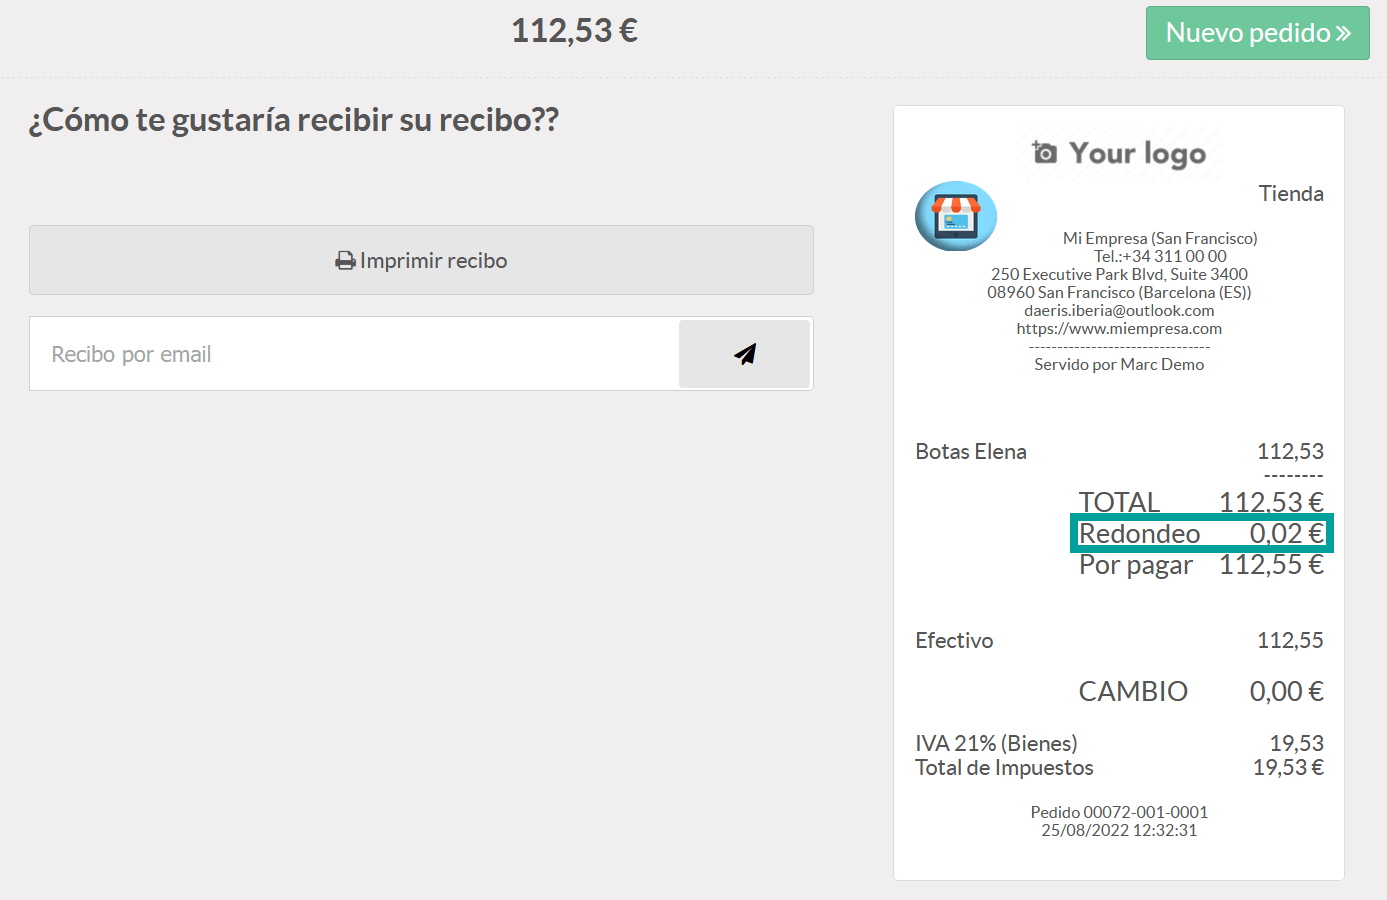 112,53 €
Nuevo pedido »
¿Cómo te gustaría recibir su recibo??
Imprimir recibo
Recibo por email
Your logo
Tienda
Mi Empresa (San Francisco)
Tel.:+34 311 00 00
250 Executive Park Blvd, Suite 3400
08960 San Francisco (Barcelona (ES))
daeris.iberia@outlook.com
https://www.miempresa.com
--------------------------------
Servido por Marc Demo
Botas Elena 112,53
--------
TOTAL 112,53 €
Redondeo 0,02 €
Por pagar 112,55 €
Efectivo 112,55
CAMBIO 0,00 €
IVA 21% (Bienes) 19,53
Total de Impuestos 19,53 €
Pedido 00072-001-0001
25/08/2022 12:32:31